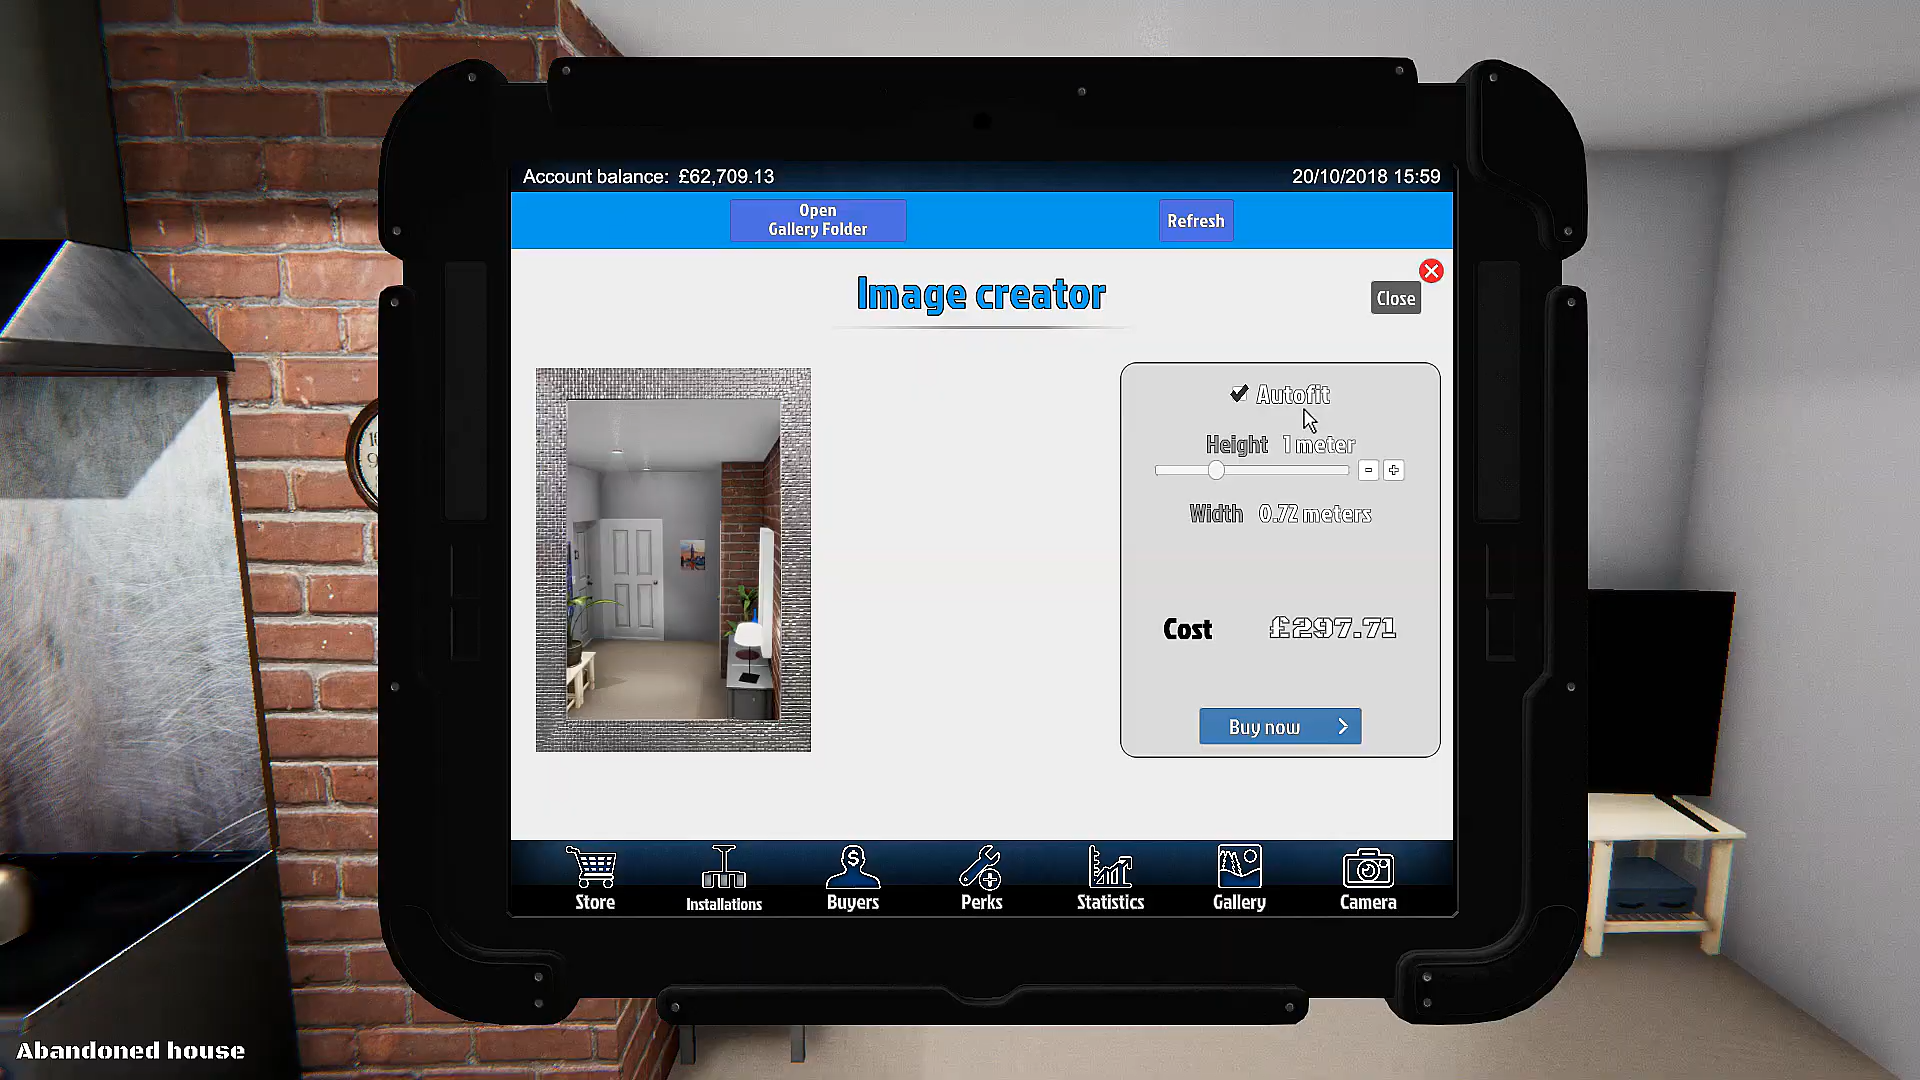 Account balance: £62,709.13
20/10/2018 15:59
Open
Gallery Folder
Refresh
Image creator
Close
Autofit
Height 1 meter
Width 0.72 meters
Cost £297.71
Buy now
Store
Installations
Buyers
Perks
Statistics
Gallery
Camera
Abandoned house